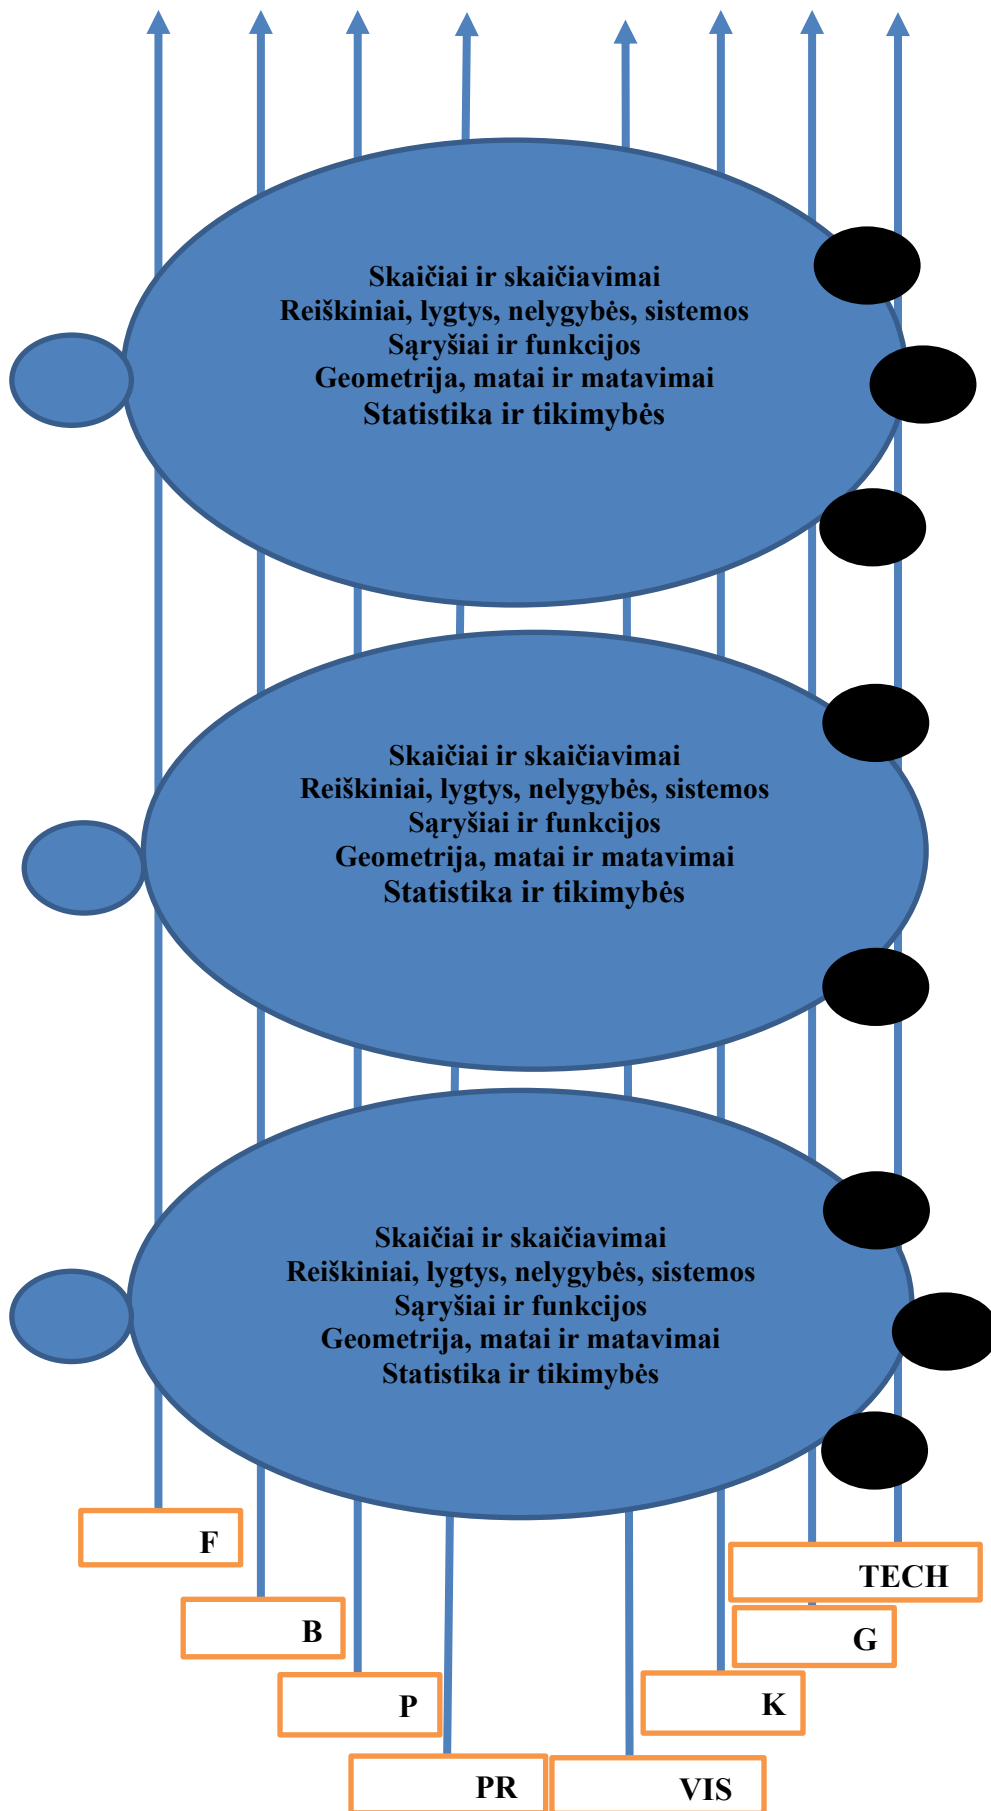 Skaičiai ir skaičiavimai
Reiškiniai, lygtys, nelygybės, sistemos
Sąryšiai ir funkcijos
Geometrija, matai ir matavimai
Statistika ir tikimybės
Skaičiai ir skaičiavimai
Reiškiniai, lygtys, nelygybės, sistemos
Sąryšiai ir funkcijos
Geometrija, matai ir matavimai
Statistika ir tikimybės
Skaičiai ir skaičiavimai
Reiškiniai, lygtys, nelygybės, sistemos
Sąryšiai ir funkcijos
Geometrija, matai ir matavimai
Statistika ir tikimybės
F
TECH
B
G
P
K
PR
VIS